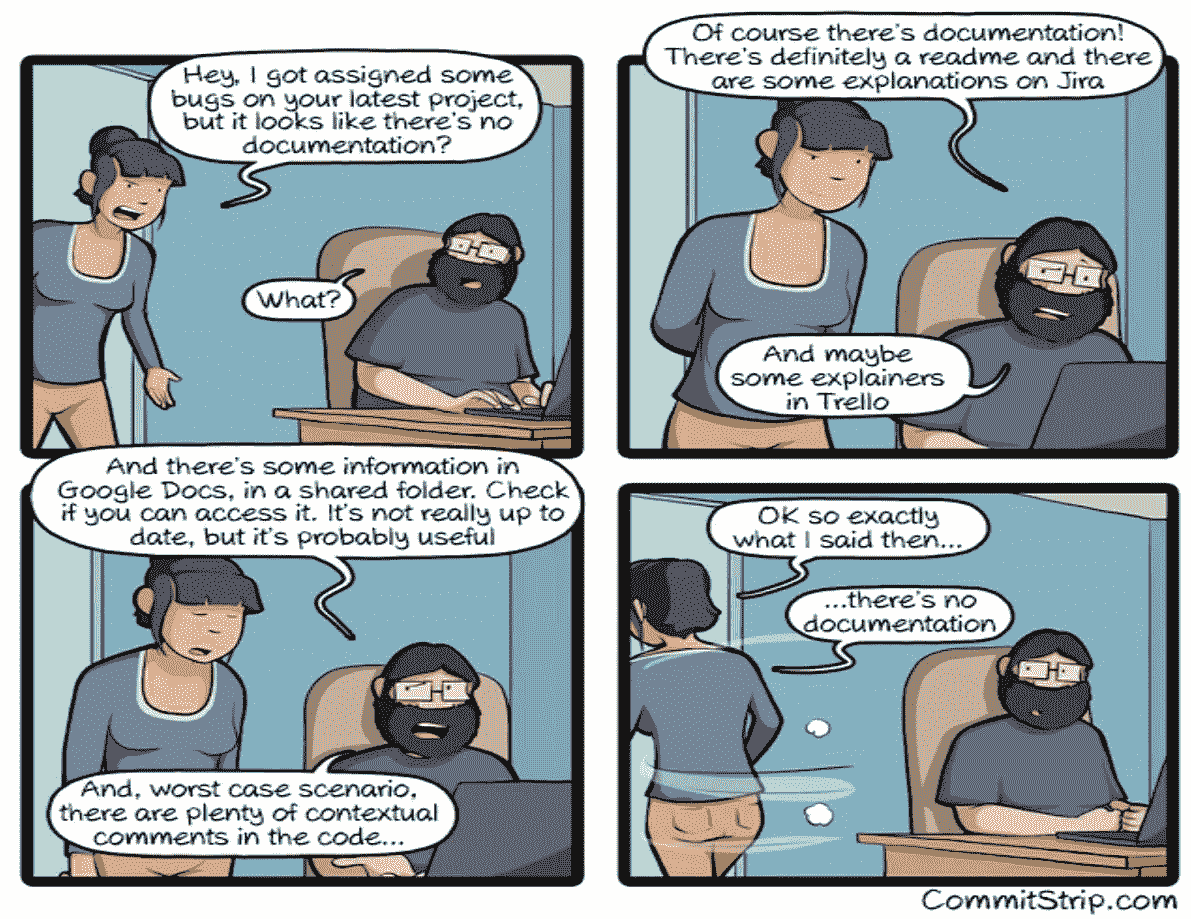 Hey, I got assigned some
bugs on your latest project,
but it looks like there's no
documentation?
What?
Of course there's documentation!
There's definitely a readme and there
are some explanations on Jira
And maybe
some explainers
in Trello
And there's some information in
Google Docs, in a shared folder. Check
if you can access it. It's not really up to
date, but it's probably useful
And, worst case scenario,
there are plenty of contextual
comments in the code...
OK so exactly
what I said then...
...there's no
documentation
CommitStrip.com